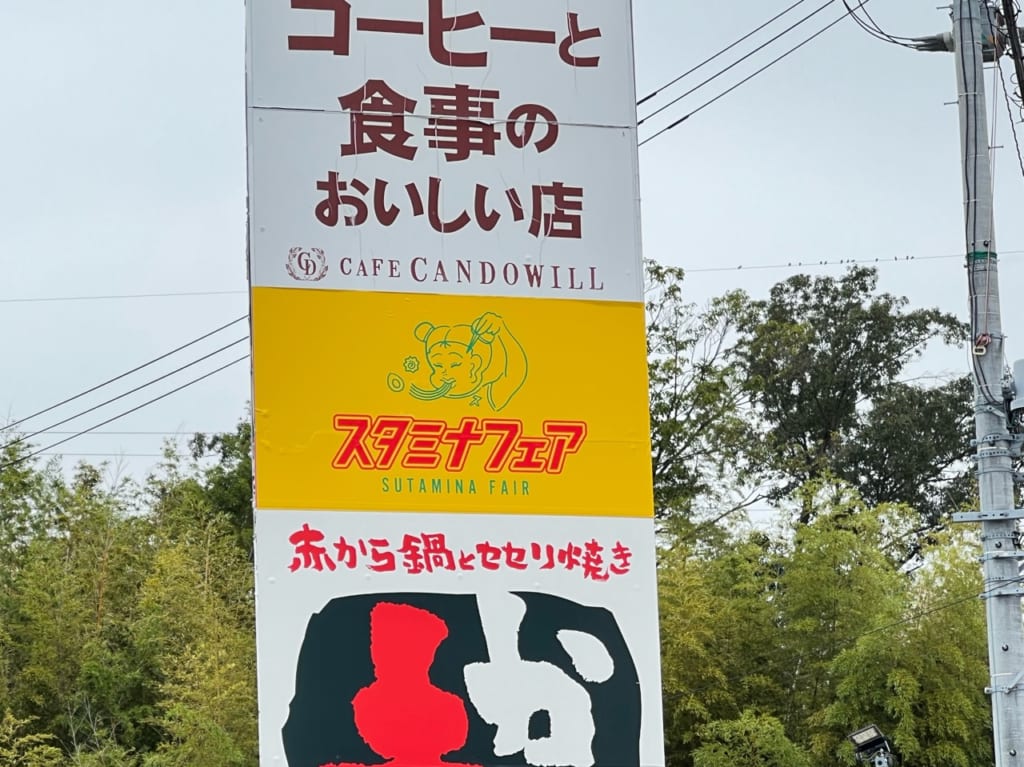 コーヒーと
食事の
おいしい店
CD CAFE CANDOWILL
スタミナフェア
SUTAMINA FAIR
赤から鍋とセセリ焼き